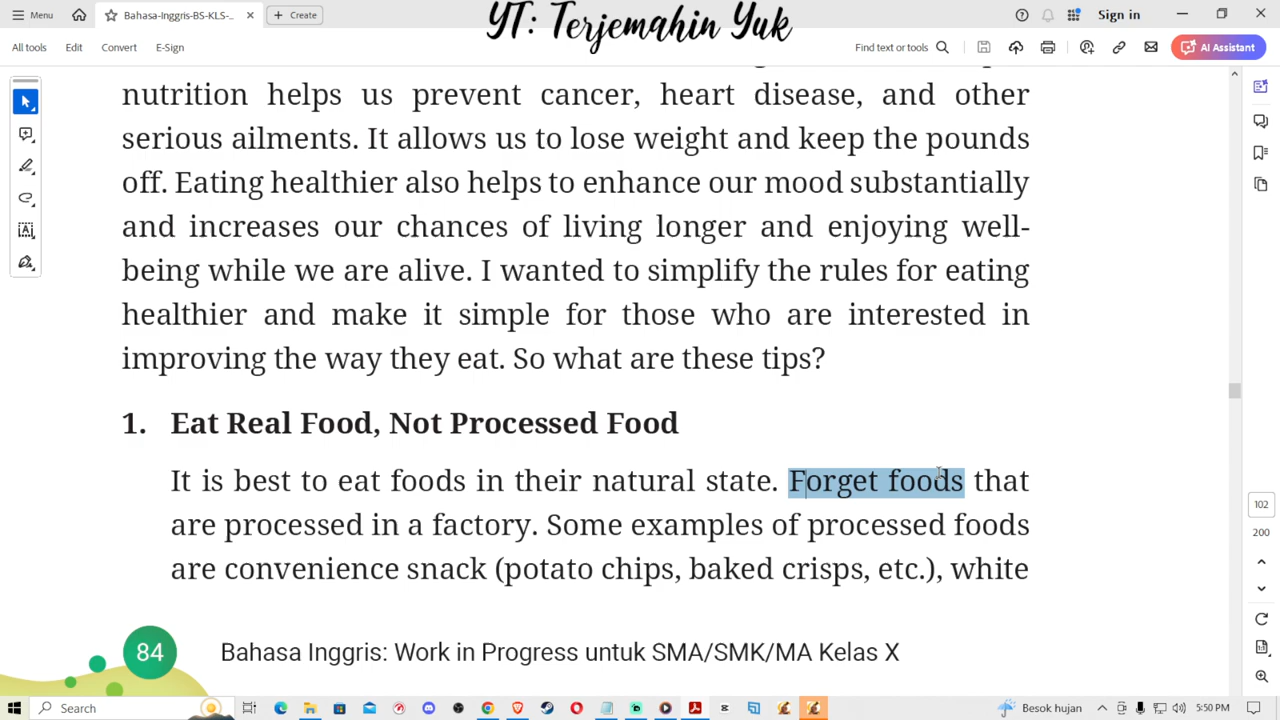 Menu
Bahasa-Inggris-BS-KLS-...
Create
YT: Terjemahin Yuk
Sign in
All tools
Edit
Convert
E-Sign
Find text or tools
AI Assistant
nutrition helps us prevent cancer, heart disease, and other
serious ailments. It allows us to lose weight and keep the pounds
off. Eating healthier also helps to enhance our mood substantially
and increases our chances of living longer and enjoying well-
being while we are alive. I wanted to simplify the rules for eating
healthier and make it simple for those who are interested in
improving the way they eat. So what are these tips?
1. Eat Real Food, Not Processed Food
It is best to eat foods in their natural state. Forget foods that
are processed in a factory. Some examples of processed foods
are convenience snack (potato chips, baked crisps, etc.), white
84 Bahasa Inggris: Work in Progress untuk SMA/SMK/MA Kelas X
102
200
Search
Besok hujan
5:50 PM